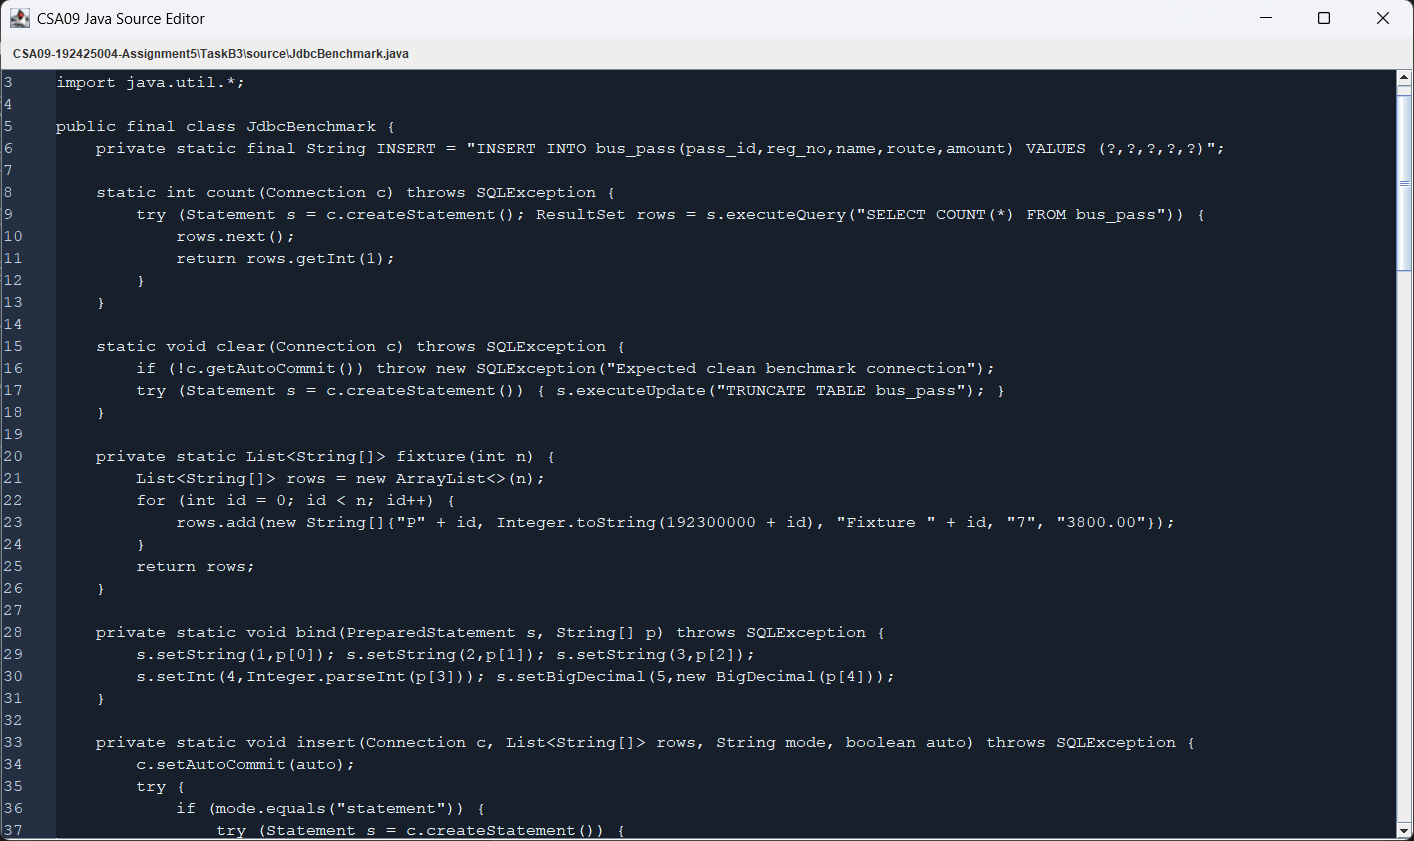 CSA09 Java Source Editor
CSA09-192425004-Assignment5\TaskB3\source\JdbcBenchmark.java
3 import java.util.*;
4
5 public final class JdbcBenchmark {
6     private static final String INSERT = "INSERT INTO bus_pass(pass_id,reg_no,name,route,amount) VALUES (?,?,?,?,?)";
7
8     static int count(Connection c) throws SQLException {
9         try (Statement s = c.createStatement(); ResultSet rows = s.executeQuery("SELECT COUNT(*) FROM bus_pass")) {
10             rows.next();
11             return rows.getInt(1);
12         }
13     }
14
15     static void clear(Connection c) throws SQLException {
16         if (!c.getAutoCommit()) throw new SQLException("Expected clean benchmark connection");
17         try (Statement s = c.createStatement()) { s.executeUpdate("TRUNCATE TABLE bus_pass"); }
18     }
19
20     private static List<String[]> fixture(int n) {
21         List<String[]> rows = new ArrayList<>(n);
22         for (int id = 0; id < n; id++) {
23             rows.add(new String[]{"P" + id, Integer.toString(192300000 + id), "Fixture " + id, "7", "3800.00"});
24         }
25         return rows;
26     }
27
28     private static void bind(PreparedStatement s, String[] p) throws SQLException {
29         s.setString(1,p[0]); s.setString(2,p[1]); s.setString(3,p[2]);
30         s.setInt(4,Integer.parseInt(p[3])); s.setBigDecimal(5,new BigDecimal(p[4]));
31     }
32
33     private static void insert(Connection c, List<String[]> rows, String mode, boolean auto) throws SQLException {
34         c.setAutoCommit(auto);
35         try {
36             if (mode.equals("statement")) {
37                 try (Statement s = c.createStatement()) {